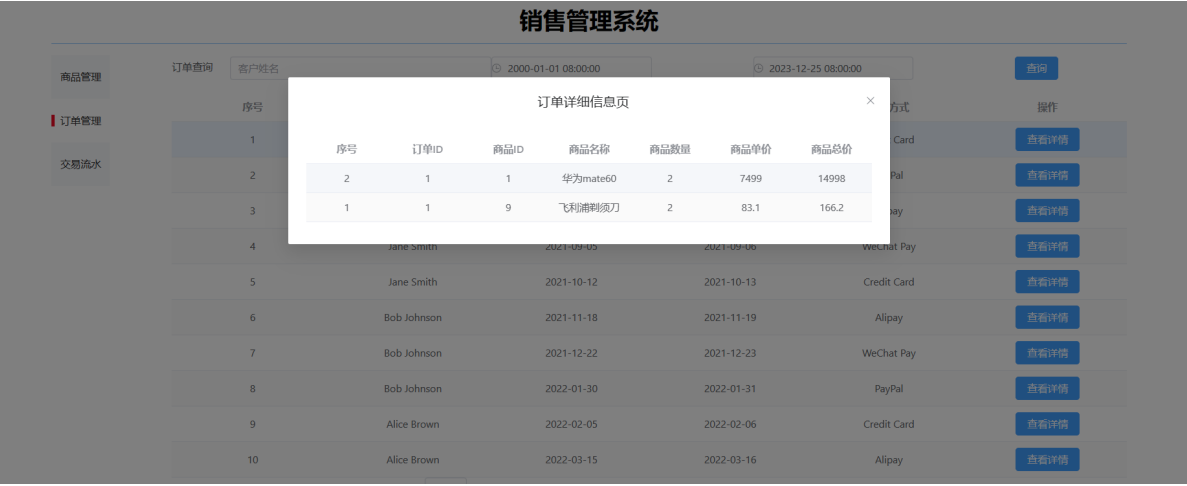 销售管理系统
商品管理
订单管理
交易流水
订单查询 客户姓名 2000-01-01 08:00:00 2023-12-25 08:00:00 查询
序号 方式 操作
1 Card 查看详情
2 Pal 查看详情
3 pay 查看详情
订单详细信息页
序号 订单ID 商品ID 商品名称 商品数量 商品单价 商品总价
2 1 1 华为mate60 2 7499 14998
1 1 9 飞利浦剃须刀 2 83.1 166.2
4 Jane Smith 2021-09-05 2021-09-06 WeChat Pay 查看详情
5 Jane Smith 2021-10-12 2021-10-13 Credit Card 查看详情
6 Bob Johnson 2021-11-18 2021-11-19 Alipay 查看详情
7 Bob Johnson 2021-12-22 2021-12-23 WeChat Pay 查看详情
8 Bob Johnson 2022-01-30 2022-01-31 PayPal 查看详情
9 Alice Brown 2022-02-05 2022-02-06 Credit Card 查看详情
10 Alice Brown 2022-03-15 2022-03-16 Alipay 查看详情